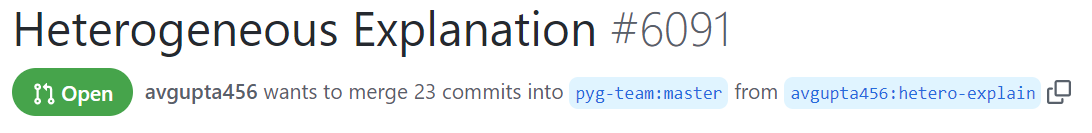 Heterogeneous Explanation #6091
Open avgupta456 wants to merge 23 commits into pyg-team:master from avgupta456:hetero-explain